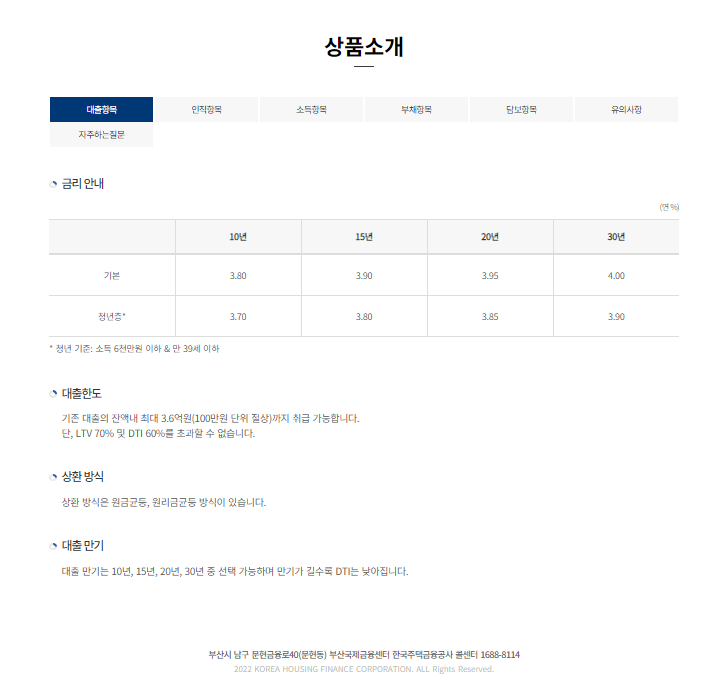 상품소개
대출항목 인적항목 소득항목 부채항목 담보항목 유의사항
자주하는질문
금리 안내
(연 %)
10년 15년 20년 30년
기본 3.80 3.90 3.95 4.00
청년층* 3.70 3.80 3.85 3.90
* 청년 기준: 소득 6천만원 이하 & 만 39세 이하
대출한도
기존 대출의 잔액내 최대 3.6억원(100만원 단위 절상)까지 취급 가능합니다.
단, LTV 70% 및 DTI 60%를 초과할 수 없습니다.
상환 방식
상환 방식은 원금균등, 원리금균등 방식이 있습니다.
대출 만기
대출 만기는 10년, 15년, 20년, 30년 중 선택 가능하며 만기가 길수록 DTI는 낮아집니다.
부산시 남구 문현금융로40(문현동) 부산국제금융센터 한국주택금융공사 콜센터 1688-8114
2022 KOREA HOUSING FINANCE CORPORATION. ALL Rights Reserved.